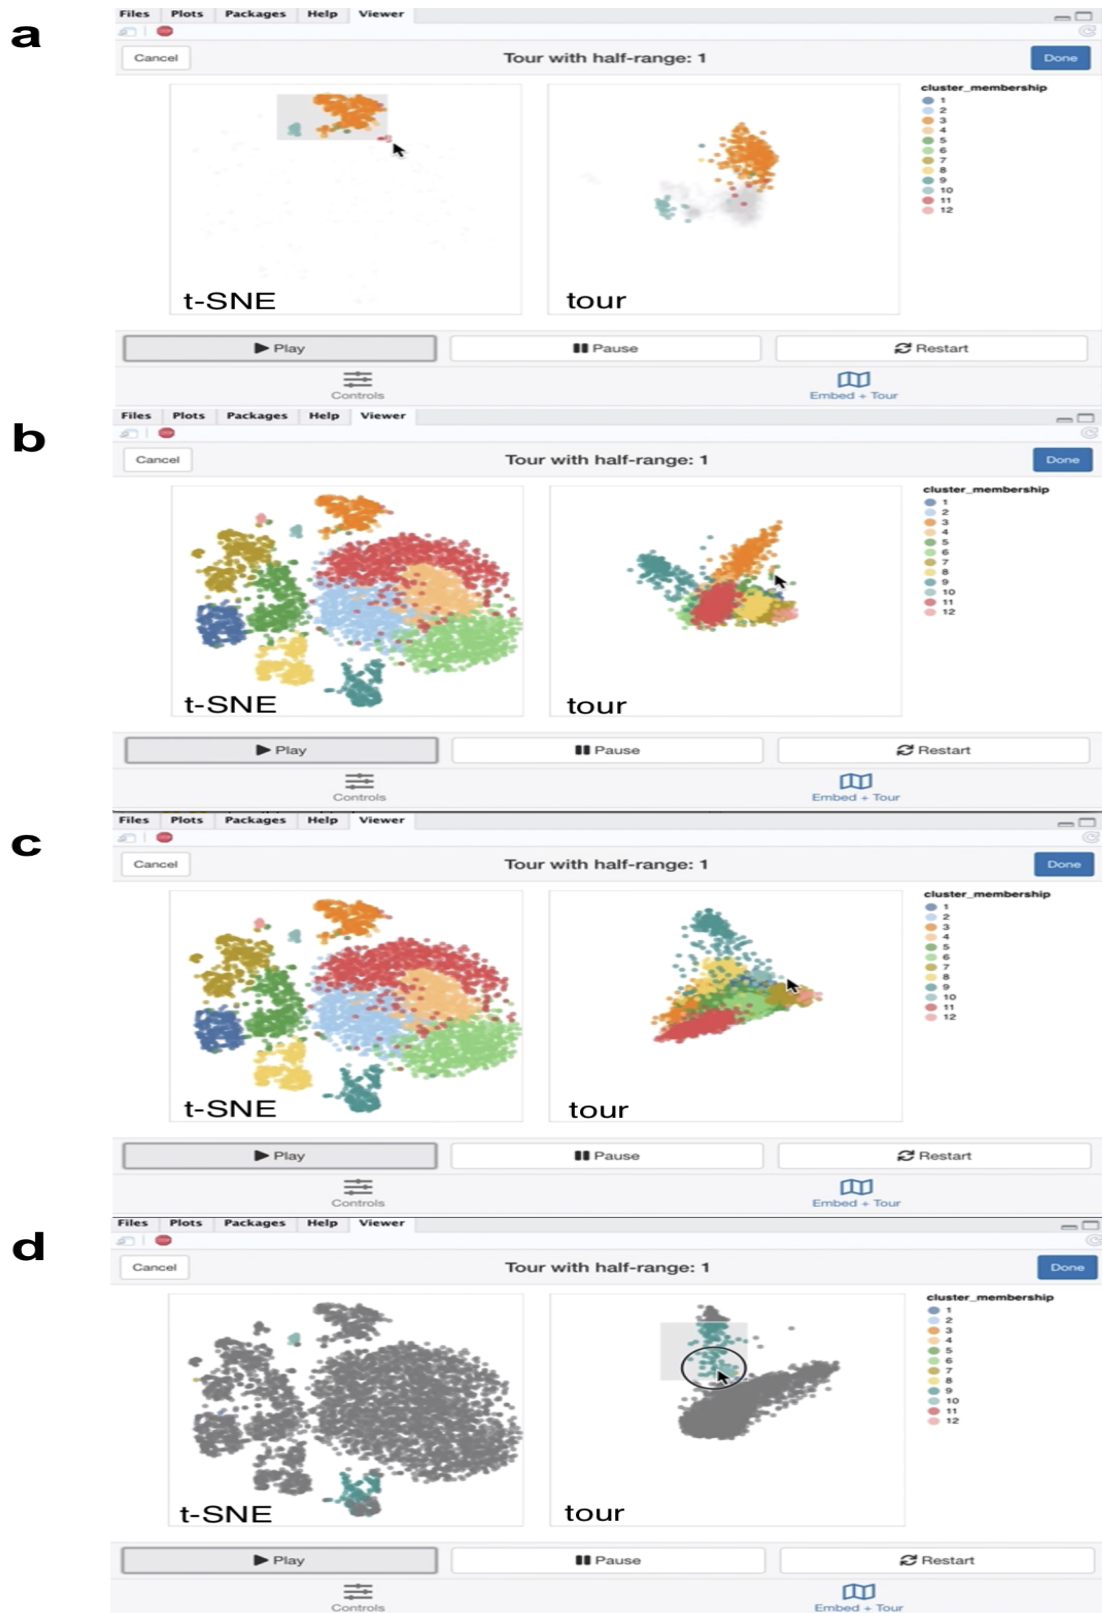 a
Files Plots Packages Help Viewer
Cancel Tour with half-range: 1 Done
cluster_membership
1
2
3
4
5
6
7
8
9
10
11
12
t-SNE tour
Play Pause Restart
Controls Embed + Tour
b
Files Plots Packages Help Viewer
Cancel Tour with half-range: 1 Done
cluster_membership
1
2
3
4
5
6
7
8
9
10
11
12
t-SNE tour
Play Pause Restart
Controls Embed + Tour
c
Files Plots Packages Help Viewer
Cancel Tour with half-range: 1 Done
cluster_membership
1
2
3
4
5
6
7
8
9
10
11
12
t-SNE tour
Play Pause Restart
Controls Embed + Tour
d
Files Plots Packages Help Viewer
Cancel Tour with half-range: 1 Done
cluster_membership
1
2
3
4
5
6
7
8
9
10
11
12
t-SNE tour
Play Pause Restart
Controls Embed + Tour